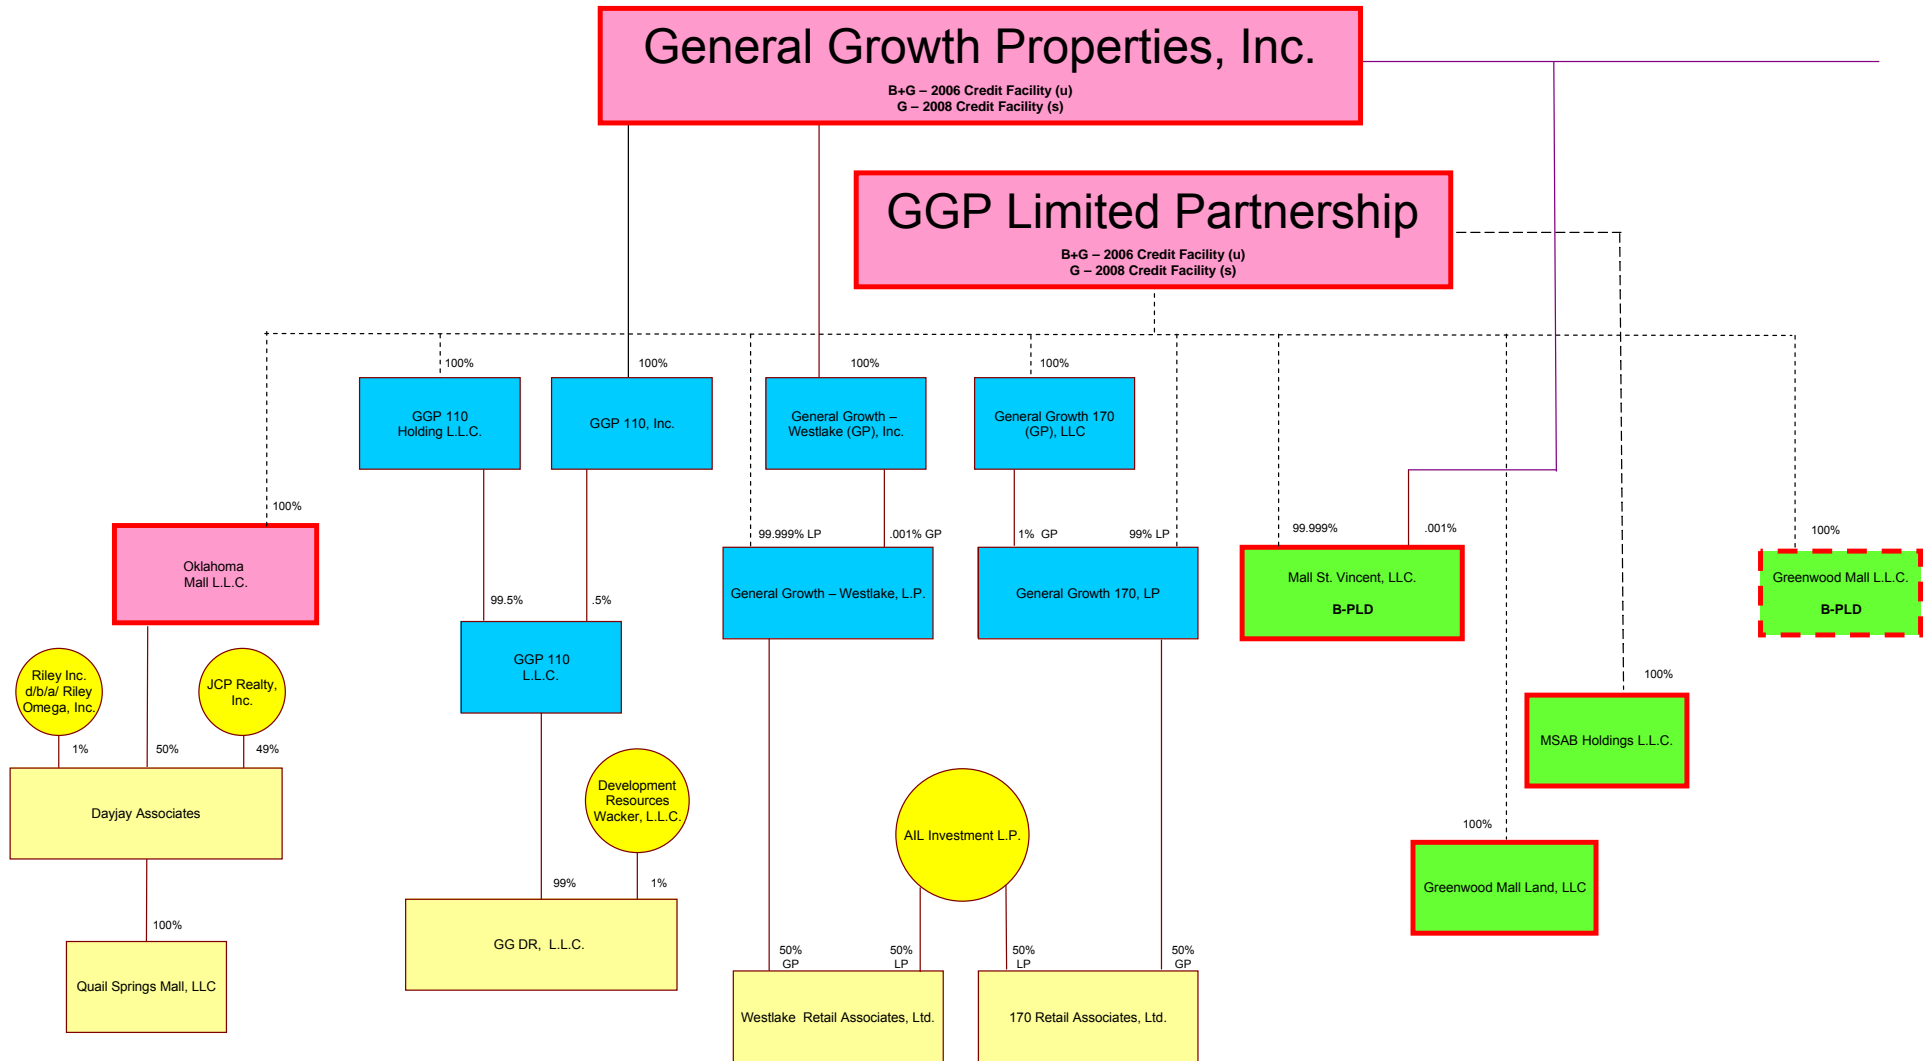 General Growth Properties, Inc.
B+G – 2006 Credit Facility (u)
G – 2008 Credit Facility (s)
GGP Limited Partnership
B+G – 2006 Credit Facility (u)
G – 2008 Credit Facility (s)
100%
100%
100%
100%
GGP 110
Holding L.L.C.
GGP 110, Inc.
General Growth –
Westlake (GP), Inc.
General Growth 170
(GP), LLC
100%
99.999% LP
.001% GP
1% GP
99% LP
99.999%
.001%
100%
Oklahoma
Mall L.L.C.
General Growth – Westlake, L.P.
General Growth 170, LP
Mall St. Vincent, LLC.
B-PLD
Greenwood Mall L.L.C.
B-PLD
99.5%
.5%
GGP 110
L.L.C.
Riley Inc.
d/b/a/ Riley
Omega, Inc.
JCP Realty,
Inc.
100%
MSAB Holdings L.L.C.
1%
50%
49%
Dayjay Associates
Development
Resources
Wacker, L.L.C.
AIL Investment L.P.
100%
Greenwood Mall Land, LLC
99%
1%
100%
GG DR, L.L.C.
50%
GP
50%
LP
50%
LP
50%
GP
Quail Springs Mall, LLC
Westlake Retail Associates, Ltd.
170 Retail Associates, Ltd.